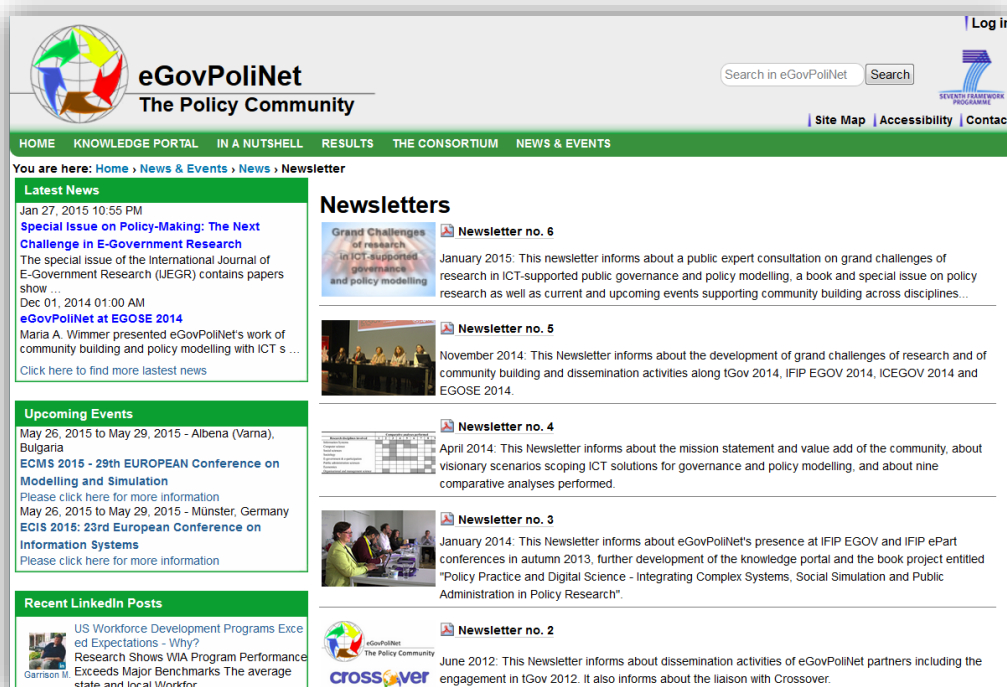 Log in
eGovPoliNet
The Policy Community
Search in eGovPoliNet
Search
SEVENTH FRAMEWORK
PROGRAMME
Site Map
Accessibility
Contac
HOME
KNOWLEDGE PORTAL
IN A NUTSHELL
RESULTS
THE CONSORTIUM
NEWS & EVENTS
You are here: Home › News & Events › News › Newsletter
Latest News
Jan 27, 2015 10:55 PM
Special Issue on Policy-Making: The Next
Challenge in E-Government Research
The special issue of the International Journal of
E-Government Research (IJEGR) contains papers
show ...
Dec 01, 2014 01:00 AM
eGovPoliNet at EGOSE 2014
Maria A. Wimmer presented eGovPoliNet's work of
community building and policy modelling with ICT s ...
Click here to find more lastest news
Upcoming Events
May 26, 2015 to May 29, 2015 - Albena (Varna),
Bulgaria
ECMS 2015 - 29th EUROPEAN Conference on
Modelling and Simulation
Please click here for more information
May 26, 2015 to May 29, 2015 - Münster, Germany
ECIS 2015: 23rd European Conference on
Information Systems
Please click here for more information
Recent LinkedIn Posts
US Workforce Development Programs Exce
ed Expectations - Why?
Research Shows WIA Program Performance
Exceeds Major Benchmarks The average
state and local Workfor
Garrison M.
Newsletters
Grand Challenges
of research
in ICT-supported
governance
and policy modelling
Newsletter no. 6
January 2015: This newsletter informs about a public expert consultation on grand challenges of
research in ICT-supported public governance and policy modelling, a book and special issue on policy
research as well as current and upcoming events supporting community building across disciplines...
Newsletter no. 5
November 2014: This Newsletter informs about the development of grand challenges of research and of
community building and dissemination activities along tGov 2014, IFIP EGOV 2014, ICEGOV 2014 and
EGOSE 2014.
Newsletter no. 4
April 2014: This Newsletter informs about the mission statement and value add of the community, about
visionary scenarios scoping ICT solutions for governance and policy modelling, and about nine
comparative analyses performed.
Newsletter no. 3
January 2014: This Newsletter informs about eGovPoliNet's presence at IFIP EGOV and IFIP ePart
conferences in autumn 2013, further development of the knowledge portal and the book project entitled
"Policy Practice and Digital Science - Integrating Complex Systems, Social Simulation and Public
Administration in Policy Research".
eGovPoliNet
The Policy Community
crossover
Newsletter no. 2
June 2012: This Newsletter informs about dissemination activities of eGovPoliNet partners including the
engagement in tGov 2012. It also informs about the liaison with Crossover.